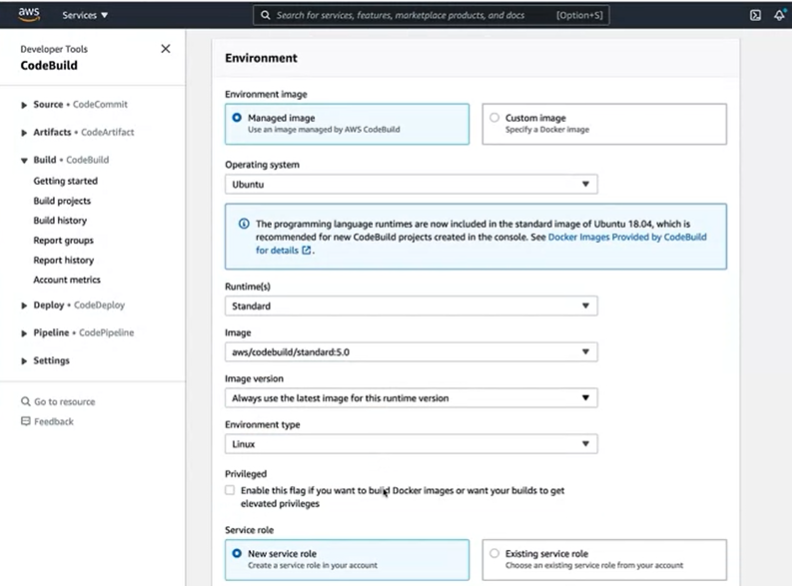 aws
Services
Search for services, features, marketplace products, and docs
[Option+S]
Developer Tools
CodeBuild
Source • CodeCommit
Artifacts • CodeArtifact
Build • CodeBuild
Getting started
Build projects
Build history
Report groups
Report history
Account metrics
Deploy • CodeDeploy
Pipeline • CodePipeline
Settings
Go to resource
Feedback
Environment
Environment image
Managed image
Use an image managed by AWS CodeBuild
Custom image
Specify a Docker image
Operating system
Ubuntu
The programming language runtimes are now included in the standard image of Ubuntu 18.04, which is
recommended for new CodeBuild projects created in the console. See Docker Images Provided by CodeBuild
for details.
Runtime(s)
Standard
Image
aws/codebuild/standard:5.0
Image version
Always use the latest image for this runtime version
Environment type
Linux
Privileged
Enable this flag if you want to build Docker images or want your builds to get
elevated privileges
Service role
New service role
Create a service role in your account
Existing service role
Choose an existing service role from your account